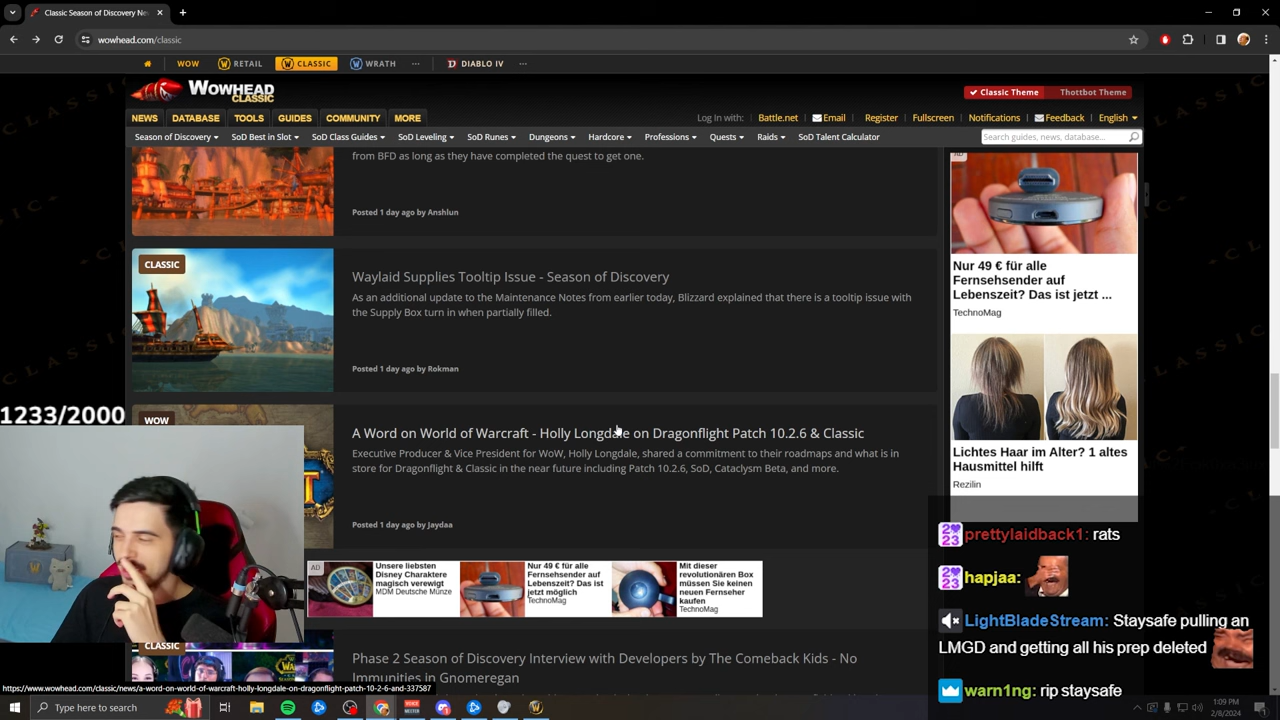 Classic Season of Discovery Ne
wowhead.com/classic
WOW
RETAIL
CLASSIC
WRATH
DIABLO IV
WOWHEAD
CLASSIC
Classic Theme
Thottbot Theme
NEWS
DATABASE
TOOLS
GUIDES
COMMUNITY
MORE
Log In with:
Battle.net
Email
Register
Fullscreen
Notifications
Feedback
English
Season of Discovery
SoD Best in Slot
SoD Class Guides
SoD Leveling
SoD Runes
Dungeons
Hardcore
Professions
Quests
Raids
SoD Talent Calculator
Search guides, news, database...
from BFD as long as they have completed the quest to get one.
Posted 1 day ago by Anshlun
CLASSIC
Waylaid Supplies Tooltip Issue - Season of Discovery
As an additional update to the Maintenance Notes from earlier today, Blizzard explained that there is a tooltip issue with
the Supply Box turn in when partially filled.
Posted 1 day ago by Rokman
WOW
A Word on World of Warcraft - Holly Longdale on Dragonflight Patch 10.2.6 & Classic
Executive Producer & Vice President for WoW, Holly Longdale, shared a commitment to their roadmaps and what is in
store for Dragonflight & Classic in the near future including Patch 10.2.6, SoD, Cataclysm Beta, and more.
Posted 1 day ago by Jaydaa
1233/2000
AD
Unsere liebsten
Disney Charaktere
magisch verewigt
MDM Deutsche Münze
Nur 49 € für alle
Fernsehsender auf
Lebenszeit? Das ist
jetzt möglich
TechnoMag
Mit dieser
revolutionären Box
müssen Sie keinen
neuen Fernseher
kaufen
TechnoMag
CLASSIC
Phase 2 Season of Discovery Interview with Developers by The Comeback Kids - No
Immunities in Gnomeregan
AD
Nur 49 € für alle
Fernsehsender auf
Lebenszeit? Das ist jetzt ...
TechnoMag
Lichtes Haar im Alter? 1 altes
Hausmittel hilft
Rezilin
prettylaidback1: rats
hapjaa:
LightBladeStream: Staysafe pulling an
LMGD and getting all his prep deleted
warn1ng: rip staysafe
https://www.wowhead.com/classic/news/a-word-on-world-of-warcraft-holly-longdale-on-dragonflight-patch-10-2-6-and-337587
Type here to search
1:09 PM
2/8/2024